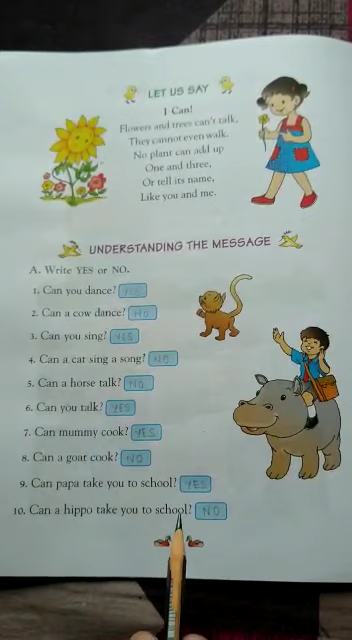 LET US SAY
I Can!
Flowers and trees can't talk,
They cannot even walk.
No plant can add up
One and three,
Or tell its name,
Like you and me.
UNDERSTANDING THE MESSAGE
A. Write YES or NO.
1. Can you dance? YES
2. Can a cow dance? NO
3. Can you sing? YES
4. Can a cat sing a song? NO
5. Can a horse talk? NO
6. Can you talk? YES
7. Can mummy cook? YES
8. Can a goat cook? NO
9. Can papa take you to school? YES
10. Can a hippo take you to school? NO